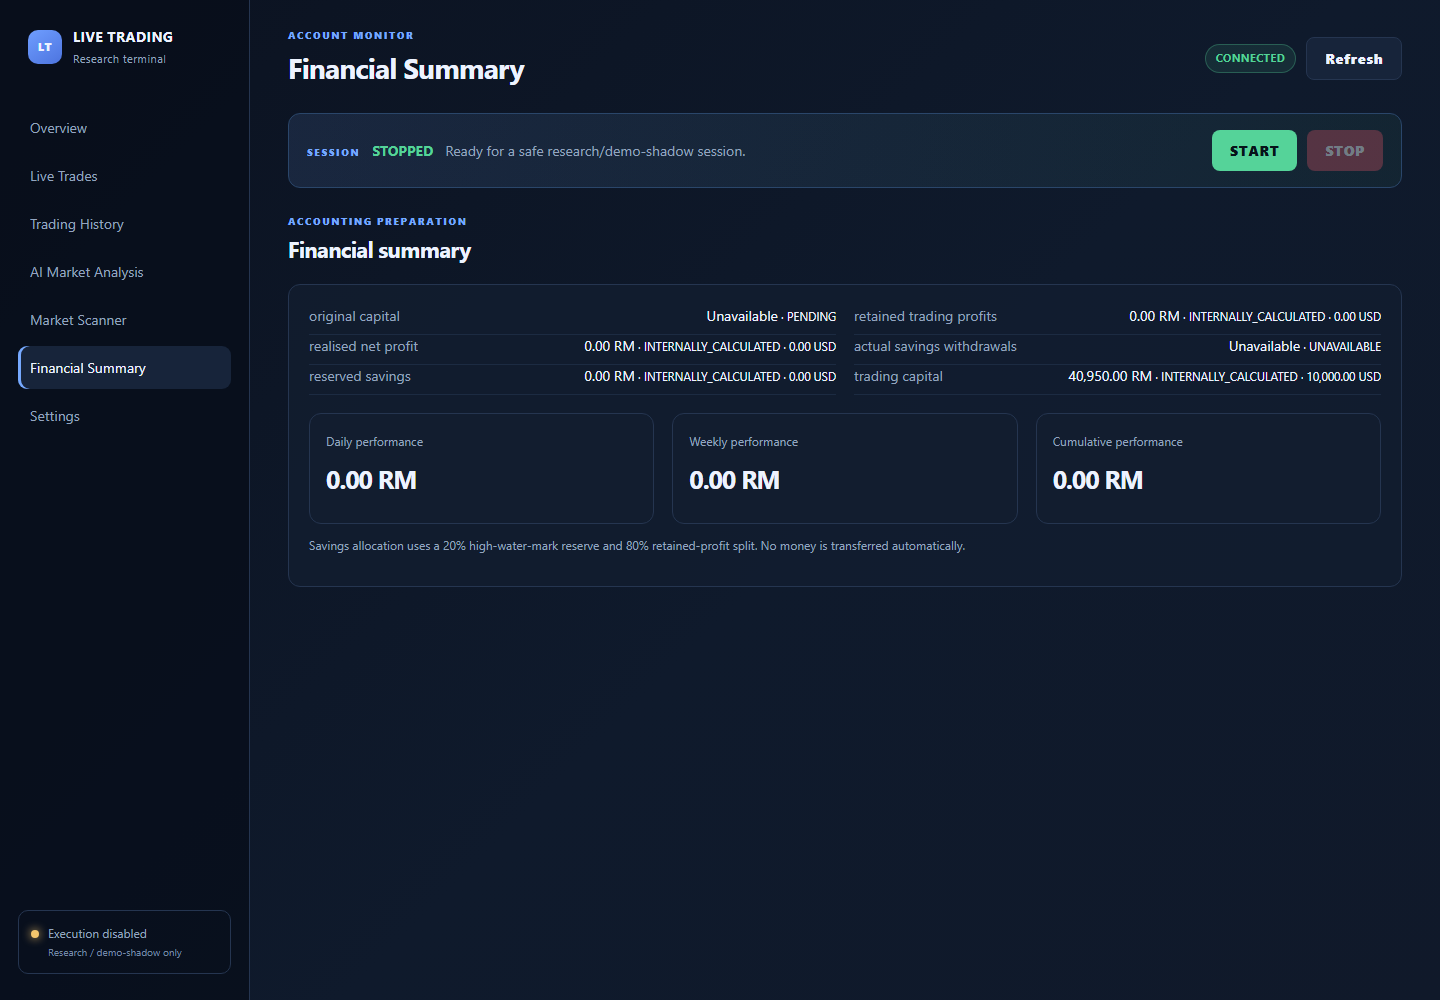 LT
LIVE TRADING
Research terminal
Overview
Live Trades
Trading History
AI Market Analysis
Market Scanner
Financial Summary
Settings
Execution disabled
Research / demo-shadow only
ACCOUNT MONITOR
Financial Summary
CONNECTED
Refresh
SESSION STOPPED Ready for a safe research/demo-shadow session.
START
STOP
ACCOUNTING PREPARATION
Financial summary
original capital Unavailable · PENDING
retained trading profits 0.00 RM · INTERNALLY_CALCULATED · 0.00 USD
realised net profit 0.00 RM · INTERNALLY_CALCULATED · 0.00 USD
actual savings withdrawals Unavailable · UNAVAILABLE
reserved savings 0.00 RM · INTERNALLY_CALCULATED · 0.00 USD
trading capital 40,950.00 RM · INTERNALLY_CALCULATED · 10,000.00 USD
Daily performance
0.00 RM
Weekly performance
0.00 RM
Cumulative performance
0.00 RM
Savings allocation uses a 20% high-water-mark reserve and 80% retained-profit split. No money is transferred automatically.